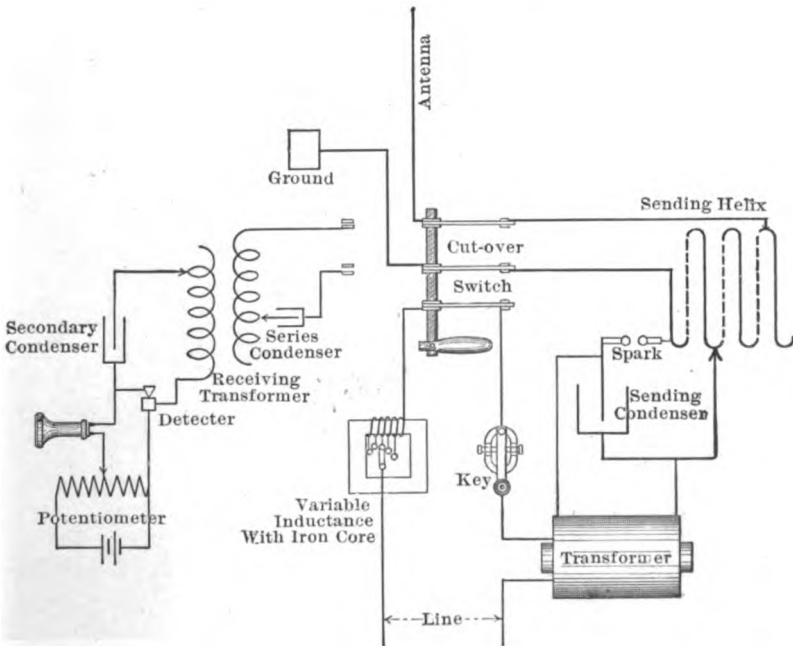 Antenna
Ground
Sending Helix
Cut-over
Switch
Secondary
Condenser
Series
Condenser
Receiving
Transformer
Detecter
Spark
Sending
Condenser
Key
Potentiometer
Variable
Inductance
With Iron Core
Transformer
Line